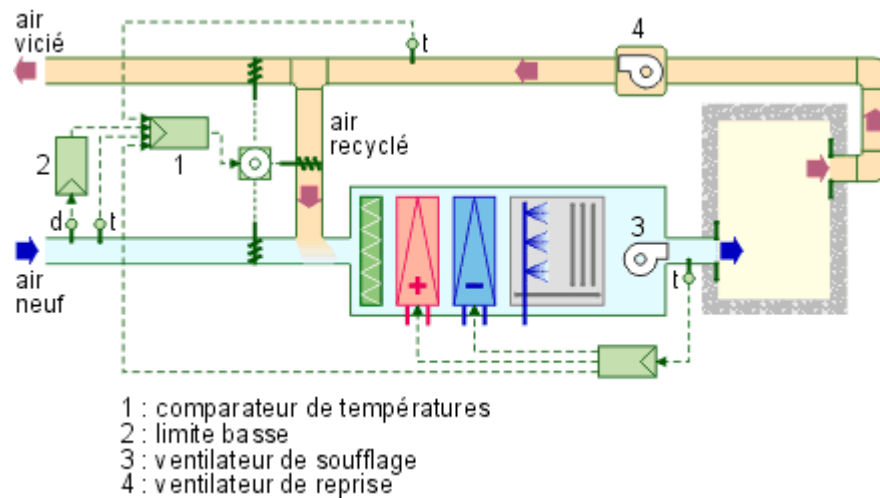 air
vicié
t
4
air
recyclé
1
2
d
t
air
neuf
+
−
3
t
1 : comparateur de températures
2 : limite basse
3 : ventilateur de soufflage
4 : ventilateur de reprise